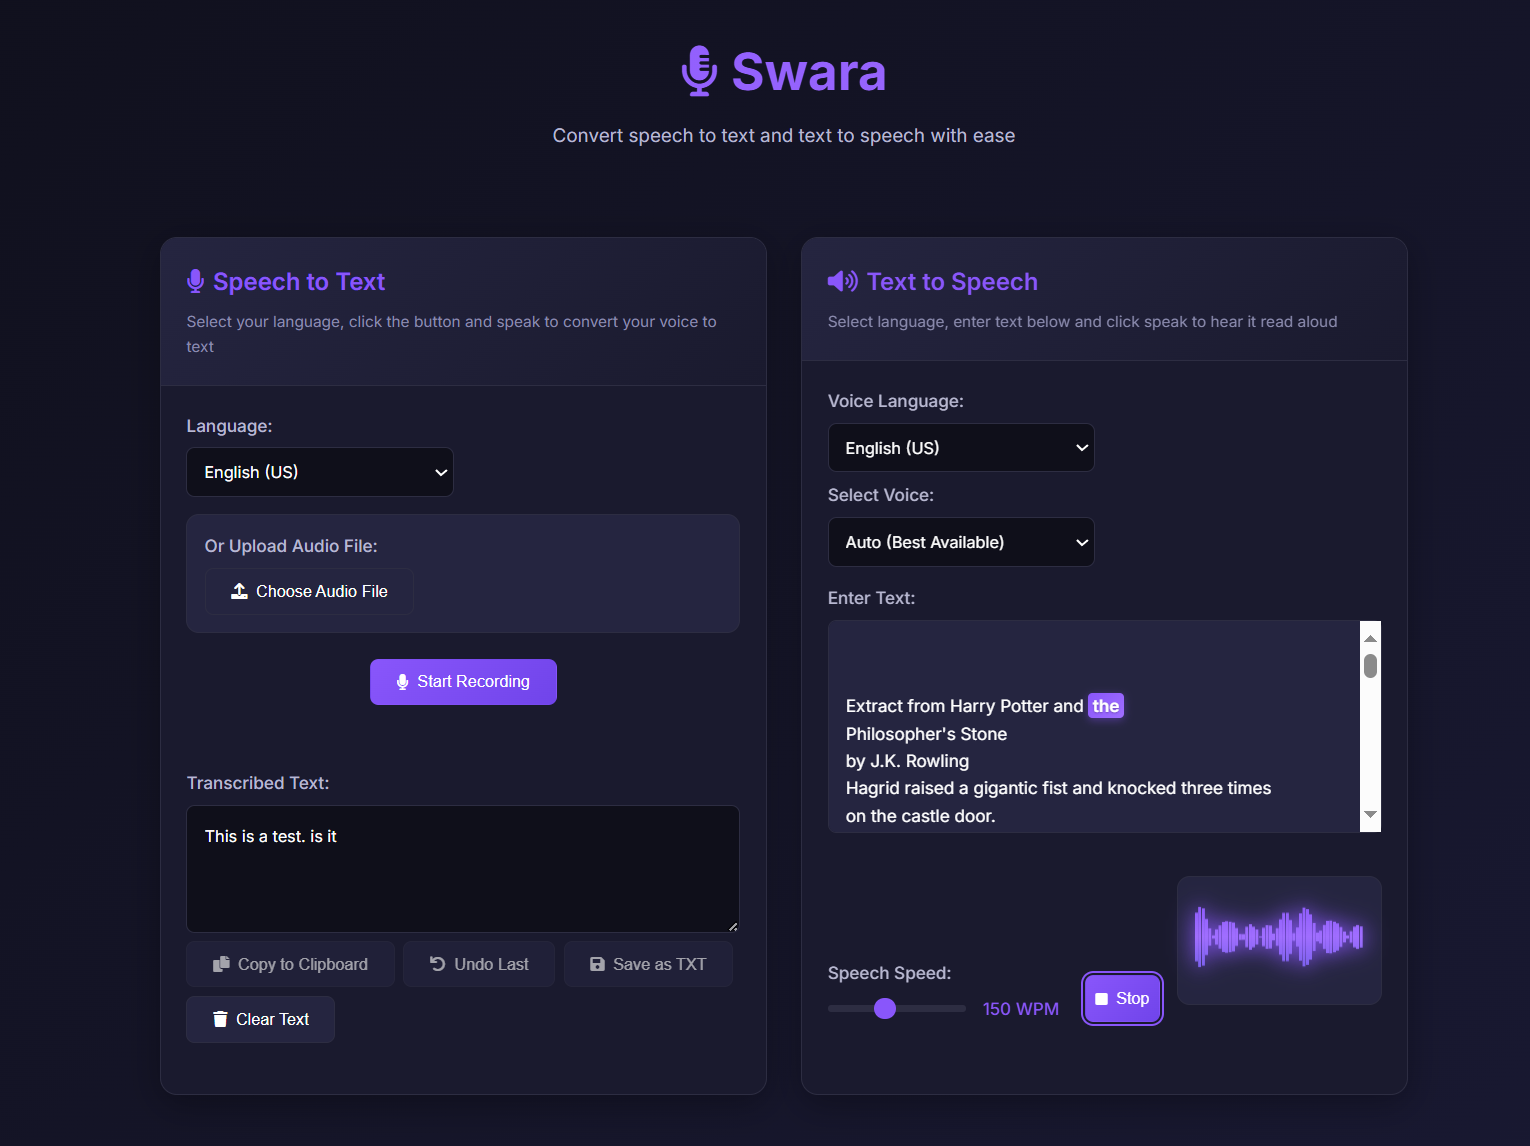 Swara
Convert speech to text and text to speech with ease
Speech to Text
Select your language, click the button and speak to convert your voice to
text
Language:
English (US)
Or Upload Audio File:
Choose Audio File
Start Recording
Transcribed Text:
This is a test. is it
Copy to Clipboard
Undo Last
Save as TXT
Clear Text
Text to Speech
Select language, enter text below and click speak to hear it read aloud
Voice Language:
English (US)
Select Voice:
Auto (Best Available)
Enter Text:
Extract from Harry Potter and the
Philosopher's Stone
by J.K. Rowling
Hagrid raised a gigantic fist and knocked three times
on the castle door.
Speech Speed:
150 WPM
Stop